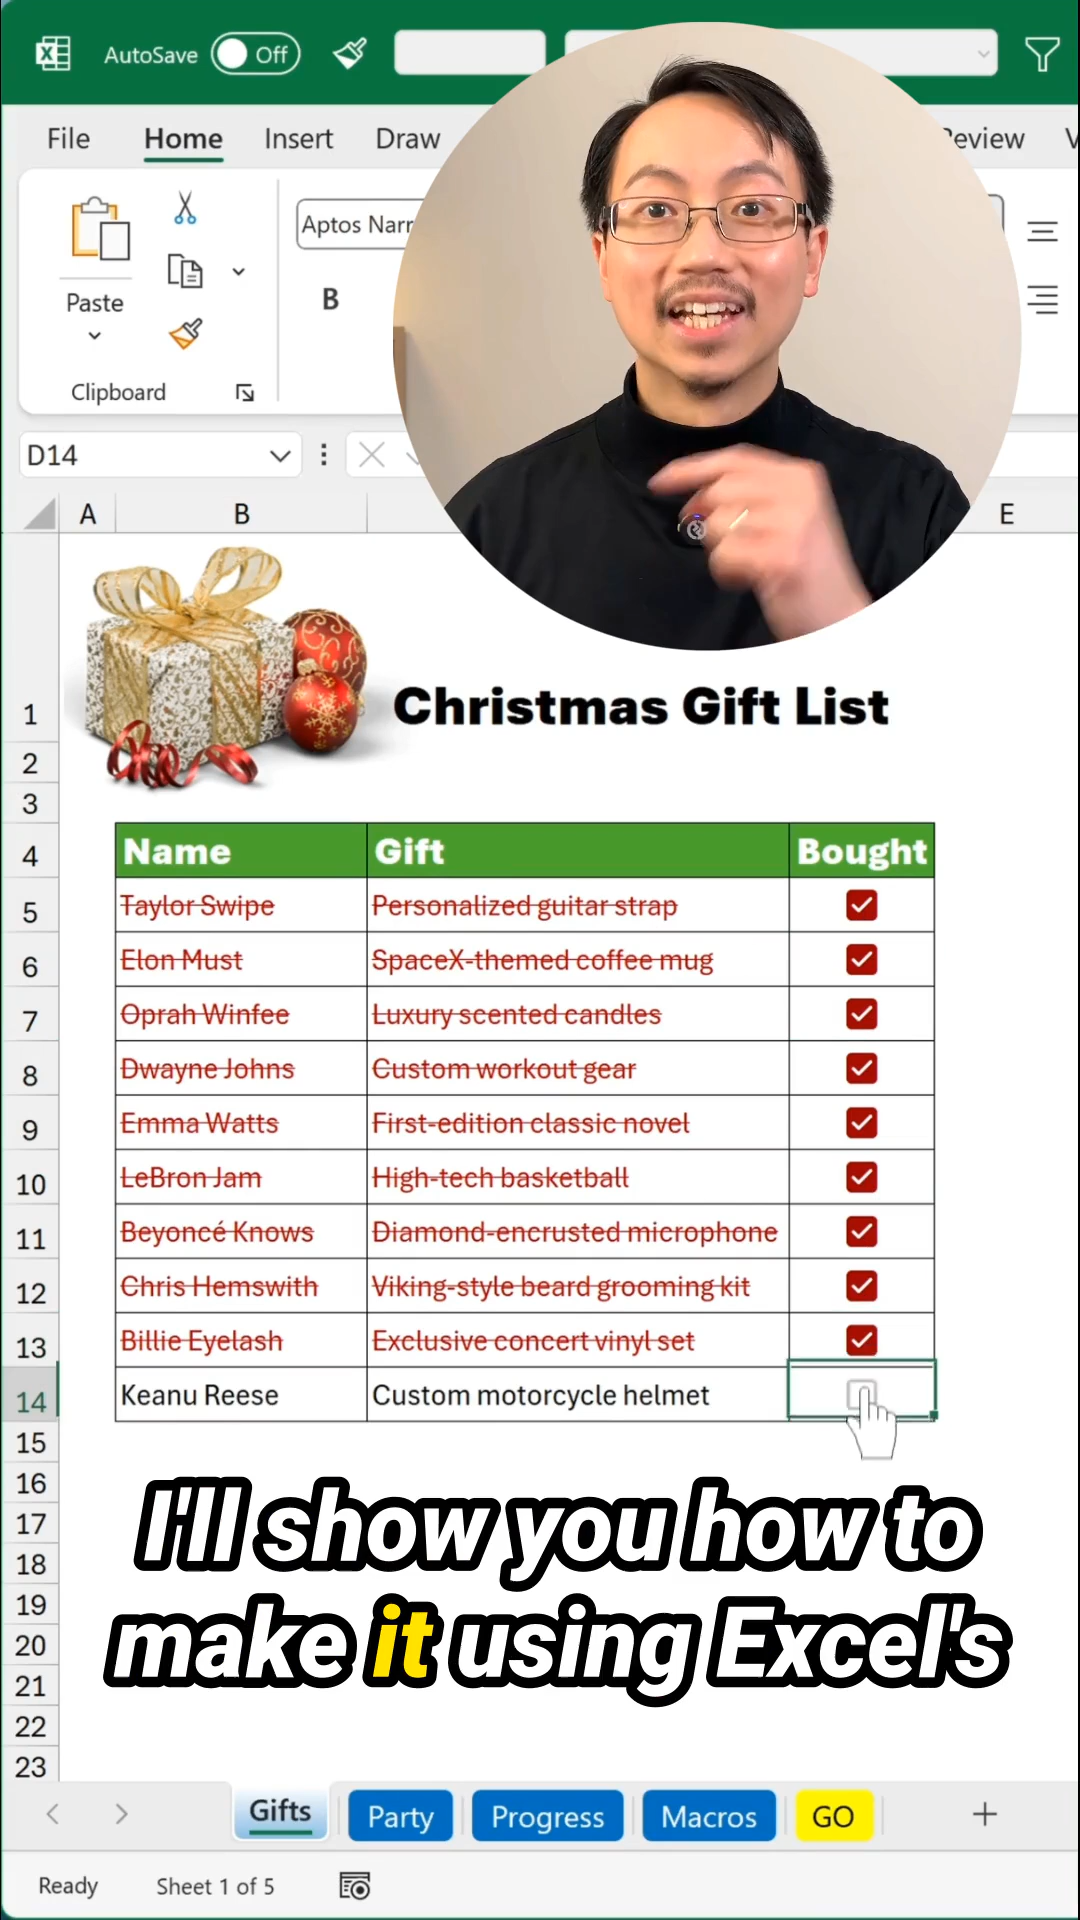 AutoSave Off
File Home Insert Draw Review
Aptos Narr
B
Paste
Clipboard
D14
A B E
1 Christmas Gift List
2
3
4 Name Gift Bought
5 Taylor Swipe Personalized guitar strap
6 Elon Must SpaceX-themed coffee mug
7 Oprah Winfee Luxury scented candles
8 Dwayne Johns Custom workout gear
9 Emma Watts First-edition classic novel
10 LeBron Jam High-tech basketball
11 Beyoncé Knows Diamond-encrusted microphone
12 Chris Hemswith Viking-style beard grooming kit
13 Billie Eyelash Exclusive concert vinyl set
14 Keanu Reese Custom motorcycle helmet
15
16
17
18
19
20
21
22
23
I'll show you how to
make it using Excel's
Gifts Party Progress Macros GO
Ready Sheet 1 of 5